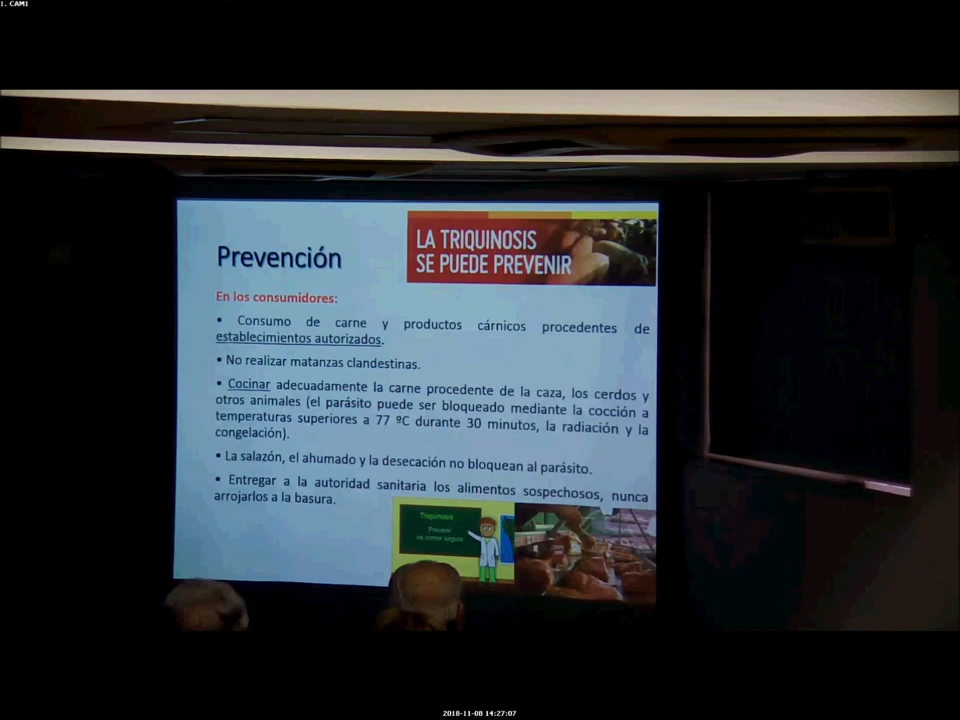 1. CAM1
LA TRIQUINOSIS
SE PUEDE PREVENIR
Prevención
En los consumidores:
• Consumo de carne y productos cárnicos procedentes de
establecimientos autorizados.
• No realizar matanzas clandestinas.
• Cocinar adecuadamente la carne procedente de la caza, los cerdos y
otros animales (el parásito puede ser bloqueado mediante la cocción a
temperaturas superiores a 77 ºC durante 30 minutos, la radiación y la
congelación).
• La salazón, el ahumado y la desecación no bloquean al parásito.
• Entregar a la autoridad sanitaria los alimentos sospechosos, nunca
arrojarlos a la basura.
Triquinosis
Prevenir
es comer seguro
2018-11-08 14:27:07